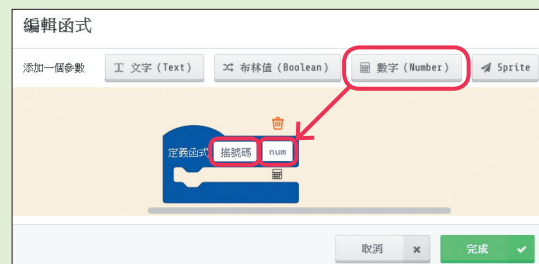 編輯函式
添加一個參數 文字 (Text) 布林值 (Boolean) 數字 (Number) Sprite
定義函式 搖號碼 num
取消 完成